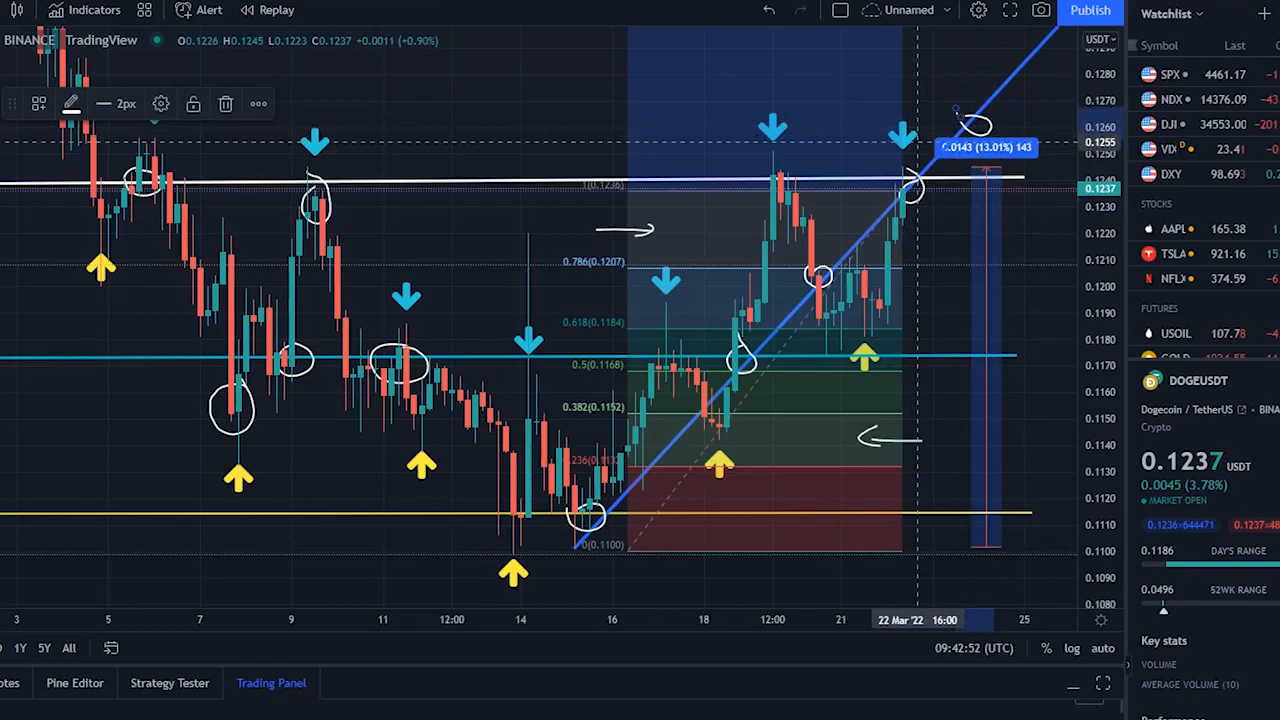 Indicators Alert Replay Unnamed Publish
BINANCE TradingView O0.1226 H0.1245 L0.1223 C0.1237 +0.0011 (+0.90%) USDT
2px
0.1280
0.1270
0.1260
0.1255
0.1250
0.1240
0.1237
0.1230
0.1220
0.1210
0.1200
0.1190
0.1180
0.1170
0.1160
0.1150
0.1140
0.1130
0.1120
0.1110
0.1100
0.1090
0.1080
0.0143 (13.01%) 143
1(0.1236)
0.786(0.1207)
0.618(0.1184)
0.5(0.1168)
0.382(0.1152)
0(0.1100)
3 5 7 9 11 12:00 14 16 18 12:00 21 22 Mar '22 16:00 25
1Y 5Y All 09:42:52 (UTC) % log auto
Pine Editor Strategy Tester Trading Panel
Watchlist
Symbol Last
SPX 4461.17
NDX 14376.09
DJI 34553.00
VIX D 23.41
DXY 98.693
STOCKS
AAPL 165.38
TSLA 921.16
NFLX 374.59
FUTURES
USOIL 107.78
DOGEUSDT
Dogecoin / TetherUS
Crypto
0.1237 USDT
0.0045 (3.78%)
MARKET OPEN
0.1236×644471
0.1186 DAY'S RANGE
0.0496 52WK RANGE
Key stats
VOLUME
AVERAGE VOLUME (10)